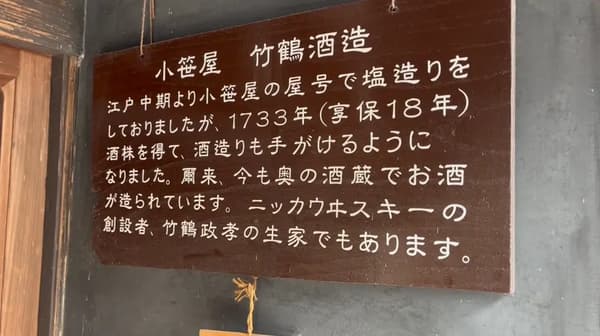 小笹屋 竹鶴酒造
江戸中期より小笹屋の屋号で塩造りを
しておりましたが、1733年(享保18年)
酒株を得て、酒造りも手がけるように
なりました。爾来、今も奥の酒蔵でお酒
が造られています。ニッカウヰスキーの
創設者、竹鶴政孝の生家でもあります。